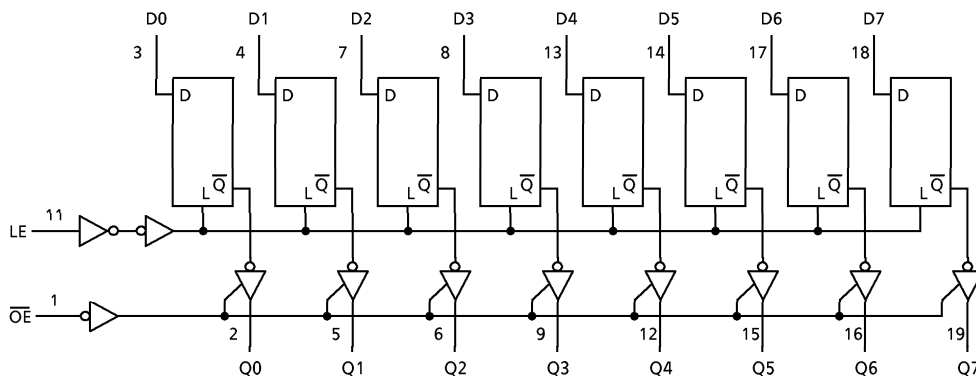 D0 D1 D2 D3 D4 D5 D6 D7
3 4 7 8 13 14 17 18
D D D D D D D D
L Q̅ L Q̅ L Q̅ L Q̅ L Q̅ L Q̅ L Q̅ L Q̅
11
LE
1
O̅E̅
2 5 6 9 12 15 16 19
Q0 Q1 Q2 Q3 Q4 Q5 Q6 Q7